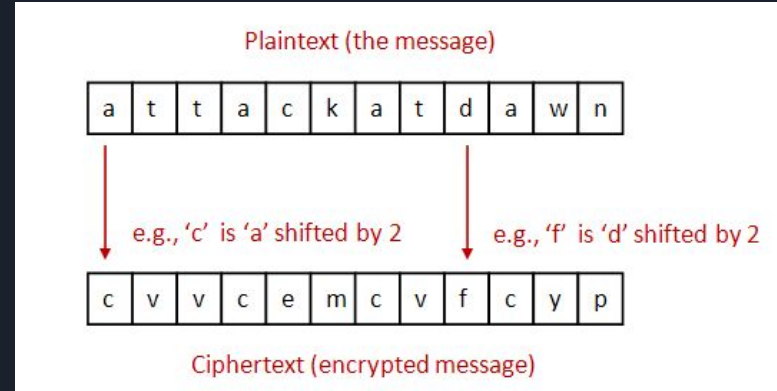 Plaintext (the message)
a t t a c k a t d a w n
e.g., ‘c’ is ‘a’ shifted by 2
e.g., ‘f’ is ‘d’ shifted by 2
c v v c e m c v f c y p
Ciphertext (encrypted message)